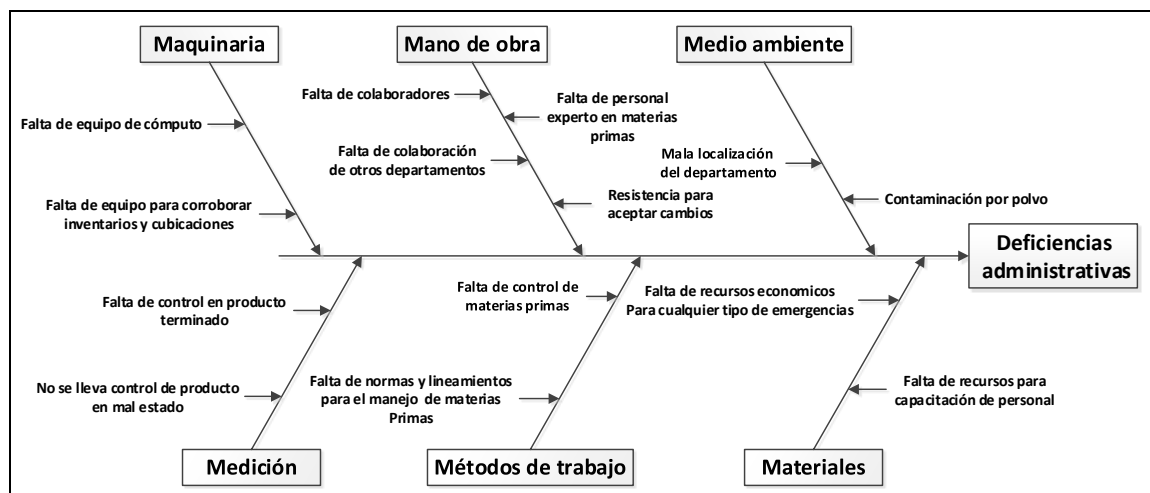 Maquinaria
Mano de obra
Medio ambiente
Falta de equipo de cómputo
Falta de equipo para corroborar
inventarios y cubicaciones
Falta de colaboradores
Falta de personal
experto en materias
primas
Falta de colaboración
de otros departamentos
Resistencia para
aceptar cambios
Mala localización
del departamento
Contaminación por polvo
Deficiencias
administrativas
Falta de control en producto
terminado
No se lleva control de producto
en mal estado
Falta de control de
materias primas
Falta de normas y lineamientos
para el manejo de materias
Primas
Falta de recursos economicos
Para cualquier tipo de emergencias
Falta de recursos para
capacitación de personal
Medición
Métodos de trabajo
Materiales